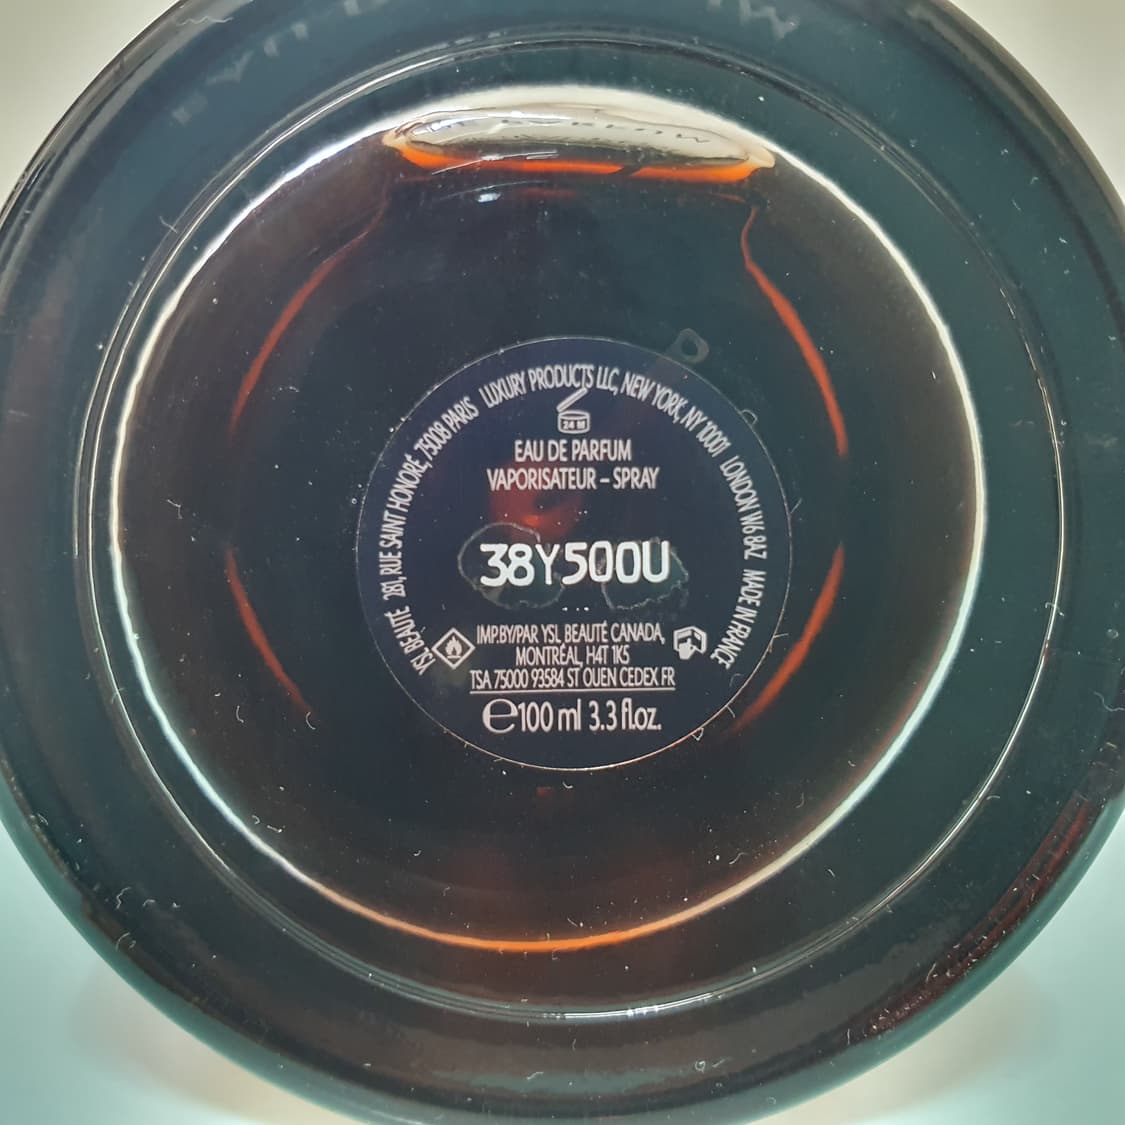 YSL BEAUTÉ 281, RUE SAINT HONORÉ, 75008 PARIS LUXURY PRODUCTS LLC, NEW YORK, NY 10001 LONDON W6 8AZ MADE IN FRANCE
24 M
EAU DE PARFUM
VAPORISATEUR – SPRAY
38Y500U
IMP.BY/PAR YSL BEAUTÉ CANADA,
MONTRÉAL, H4T 1K5
TSA 75000 93584 ST OUEN CEDEX FR
℮100 ml 3.3 fl.oz.